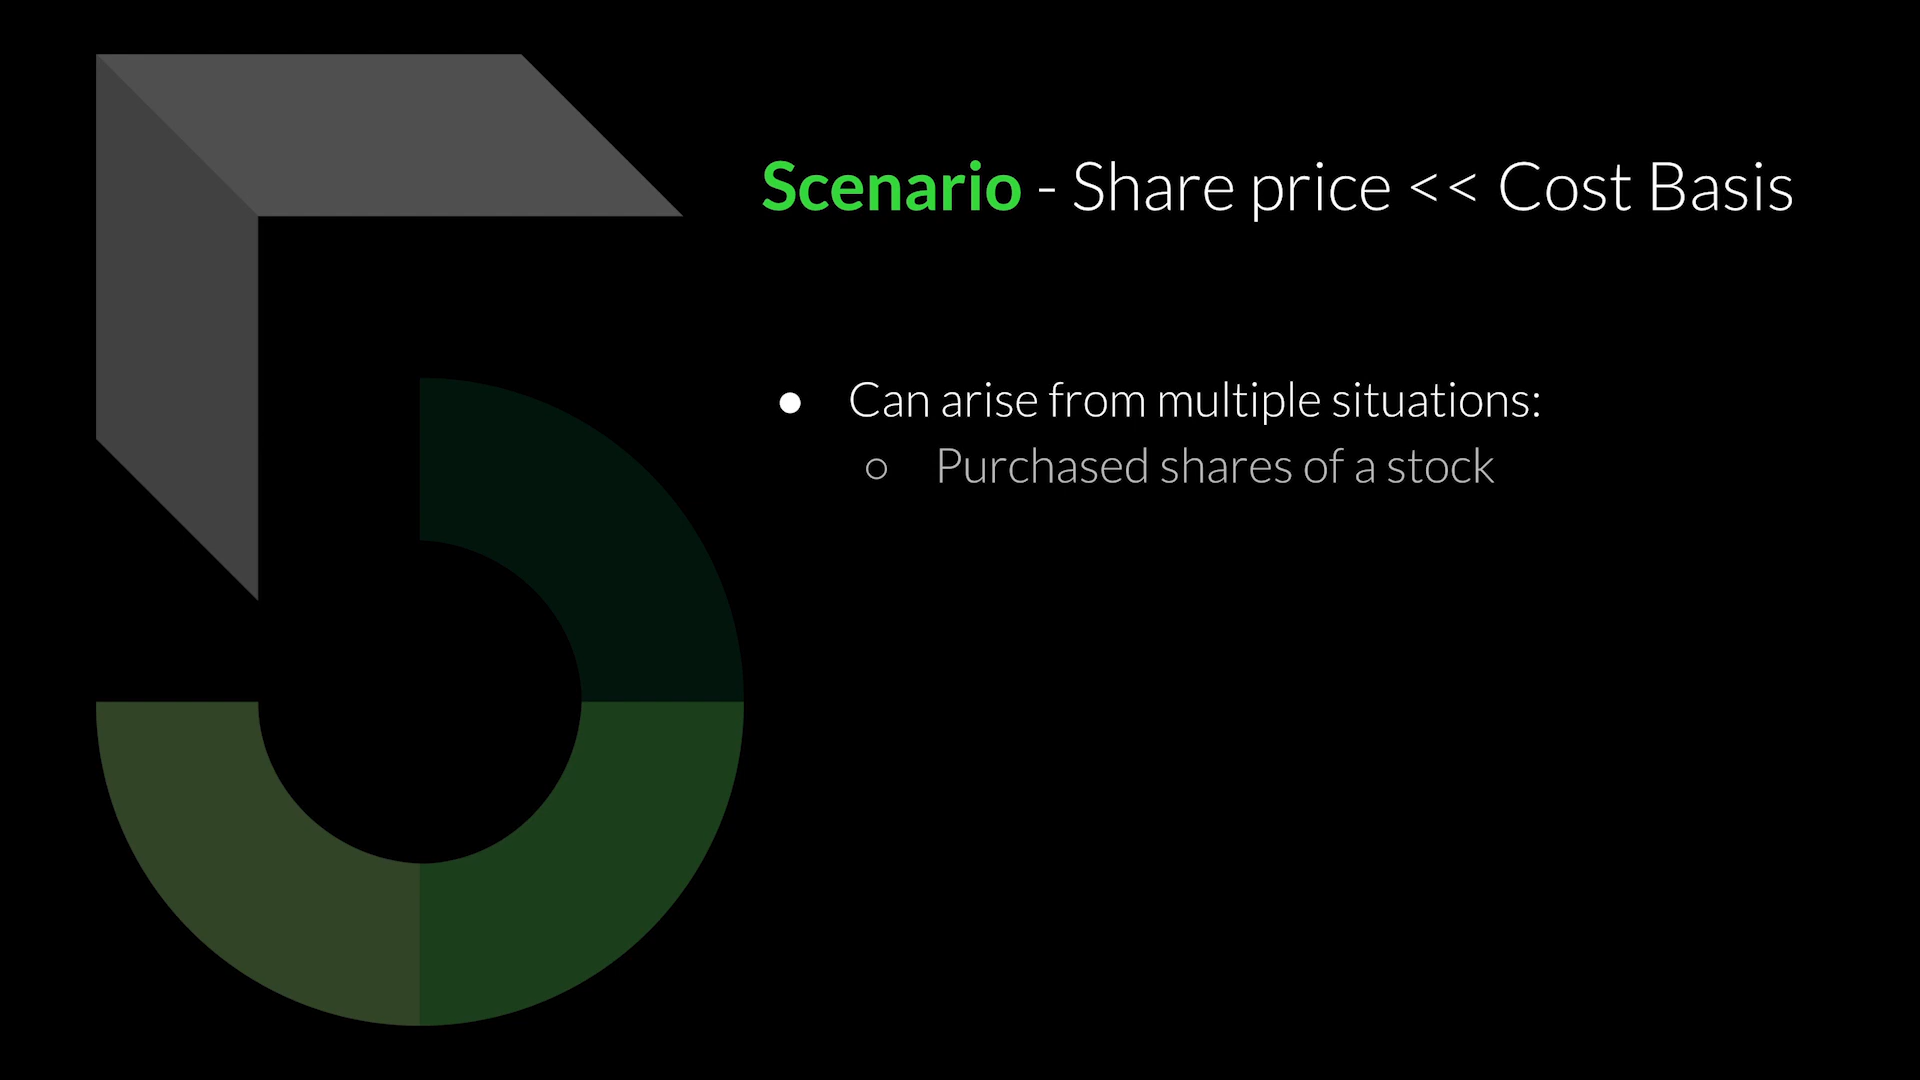 Scenario - Share price << Cost Basis
● Can arise from multiple situations:
○ Purchased shares of a stock